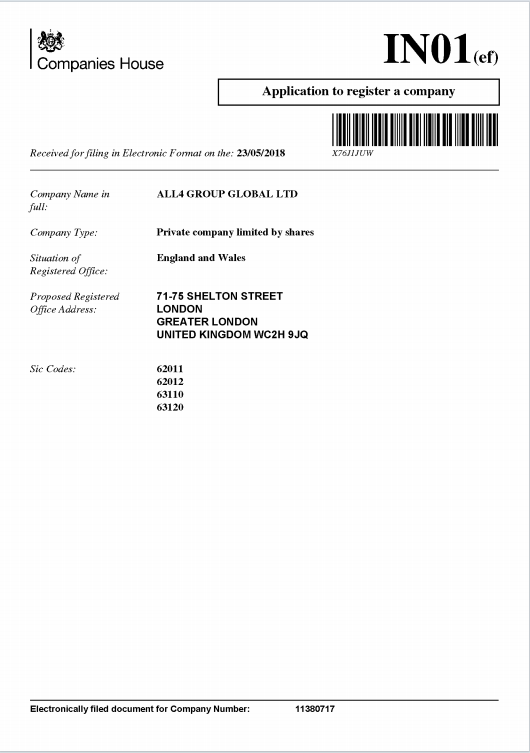 Companies House
IN01(ef)
Application to register a company
Received for filing in Electronic Format on the: 23/05/2018
X76J1JUW
Company Name in full:
ALL4 GROUP GLOBAL LTD
Company Type:
Private company limited by shares
Situation of Registered Office:
England and Wales
Proposed Registered Office Address:
71-75 SHELTON STREET
LONDON
GREATER LONDON
UNITED KINGDOM WC2H 9JQ
Sic Codes:
62011
62012
63110
63120
Electronically filed document for Company Number: 11380717